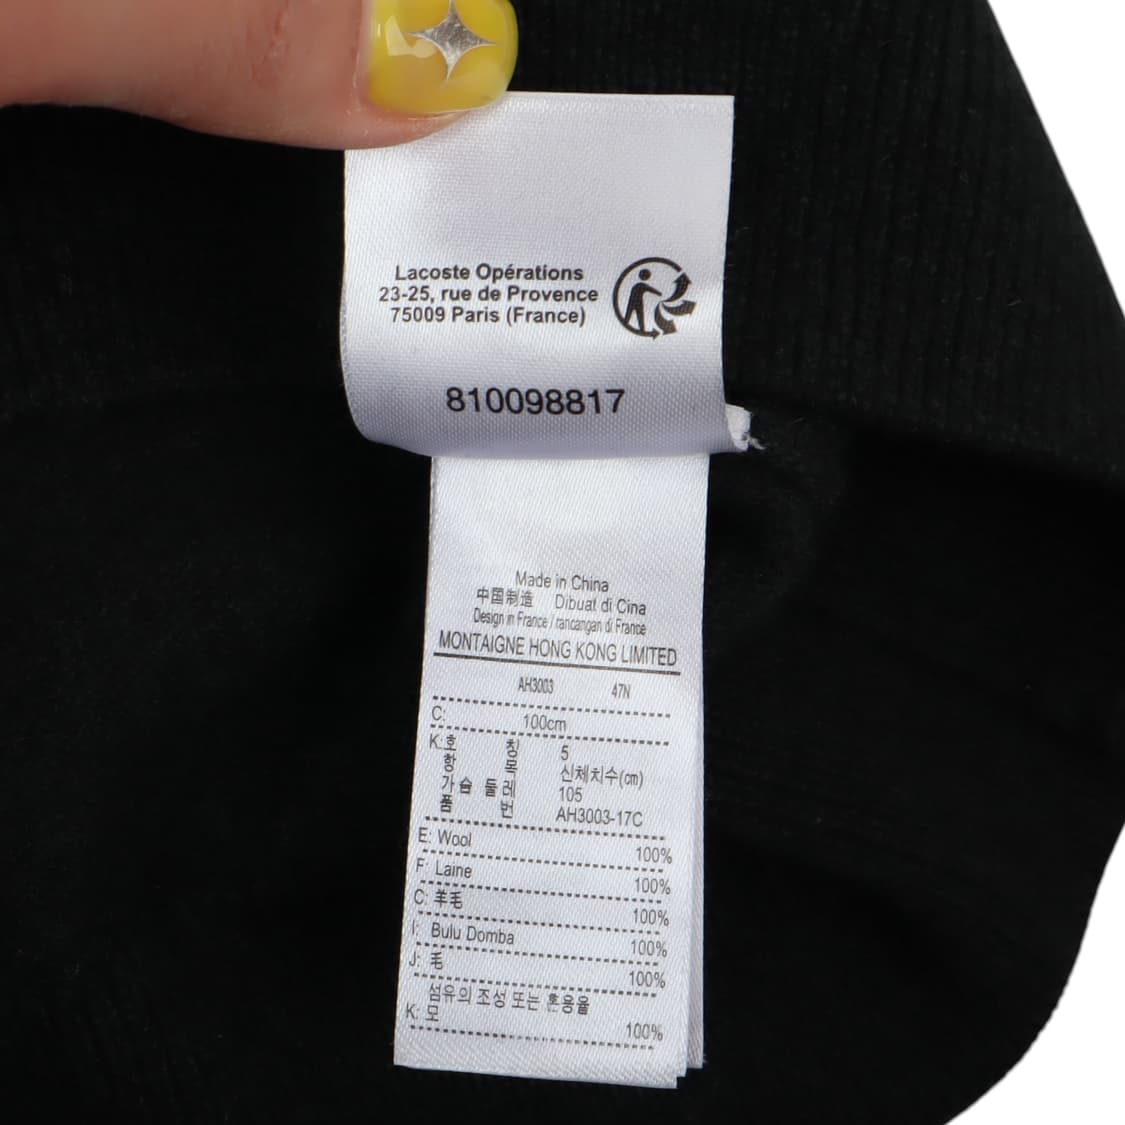 Lacoste Opérations
23-25, rue de Provence
75009 Paris (France)
810098817
Made in China
中国制造 Dibuat di Cina
Design in France / rancangan di France
MONTAIGNE HONG KONG LIMITED
AH3003 47N
C: 100cm
K:호 칭 5
항 목 신체치수(cm)
가슴 둘레 105
품 번 AH3003-17C
E: Wool 100%
F: Laine 100%
C: 羊毛 100%
I: Bulu Domba 100%
J: 毛 100%
섬유의 조성 또는 혼용율
K: 모 100%